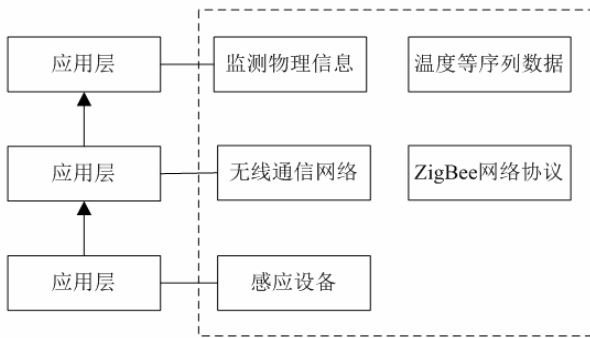 应用层
监测物理信息
温度等序列数据
应用层
无线通信网络
ZigBee网络协议
应用层
感应设备